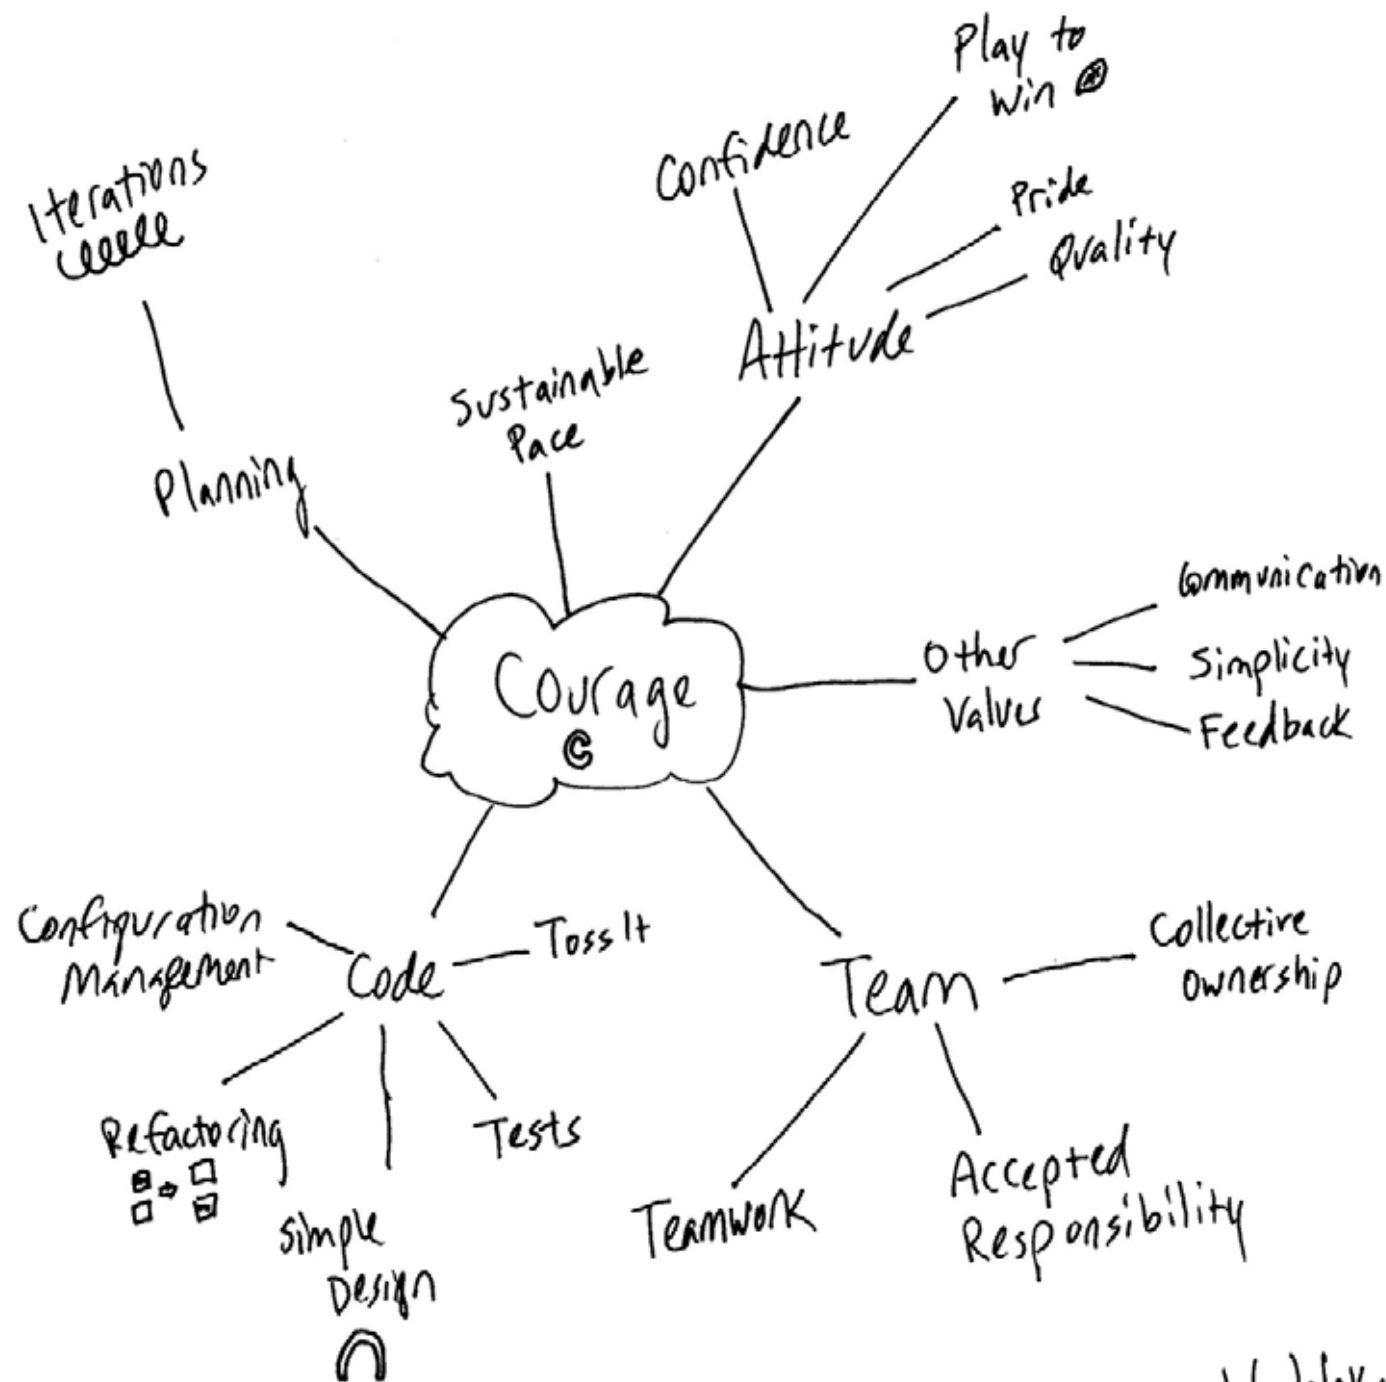 Play to
Win
Confidence
Iterations
Pride
Quality
Attitude
Sustainable
Pace
Planning
Communication
Other
Values
Simplicity
Feedback
Courage
C
Configuration
Management
Code
Toss It
Team
Collective
Ownership
Refactoring
Tests
Simple
Design
Teamwork
Accepted
Responsibility